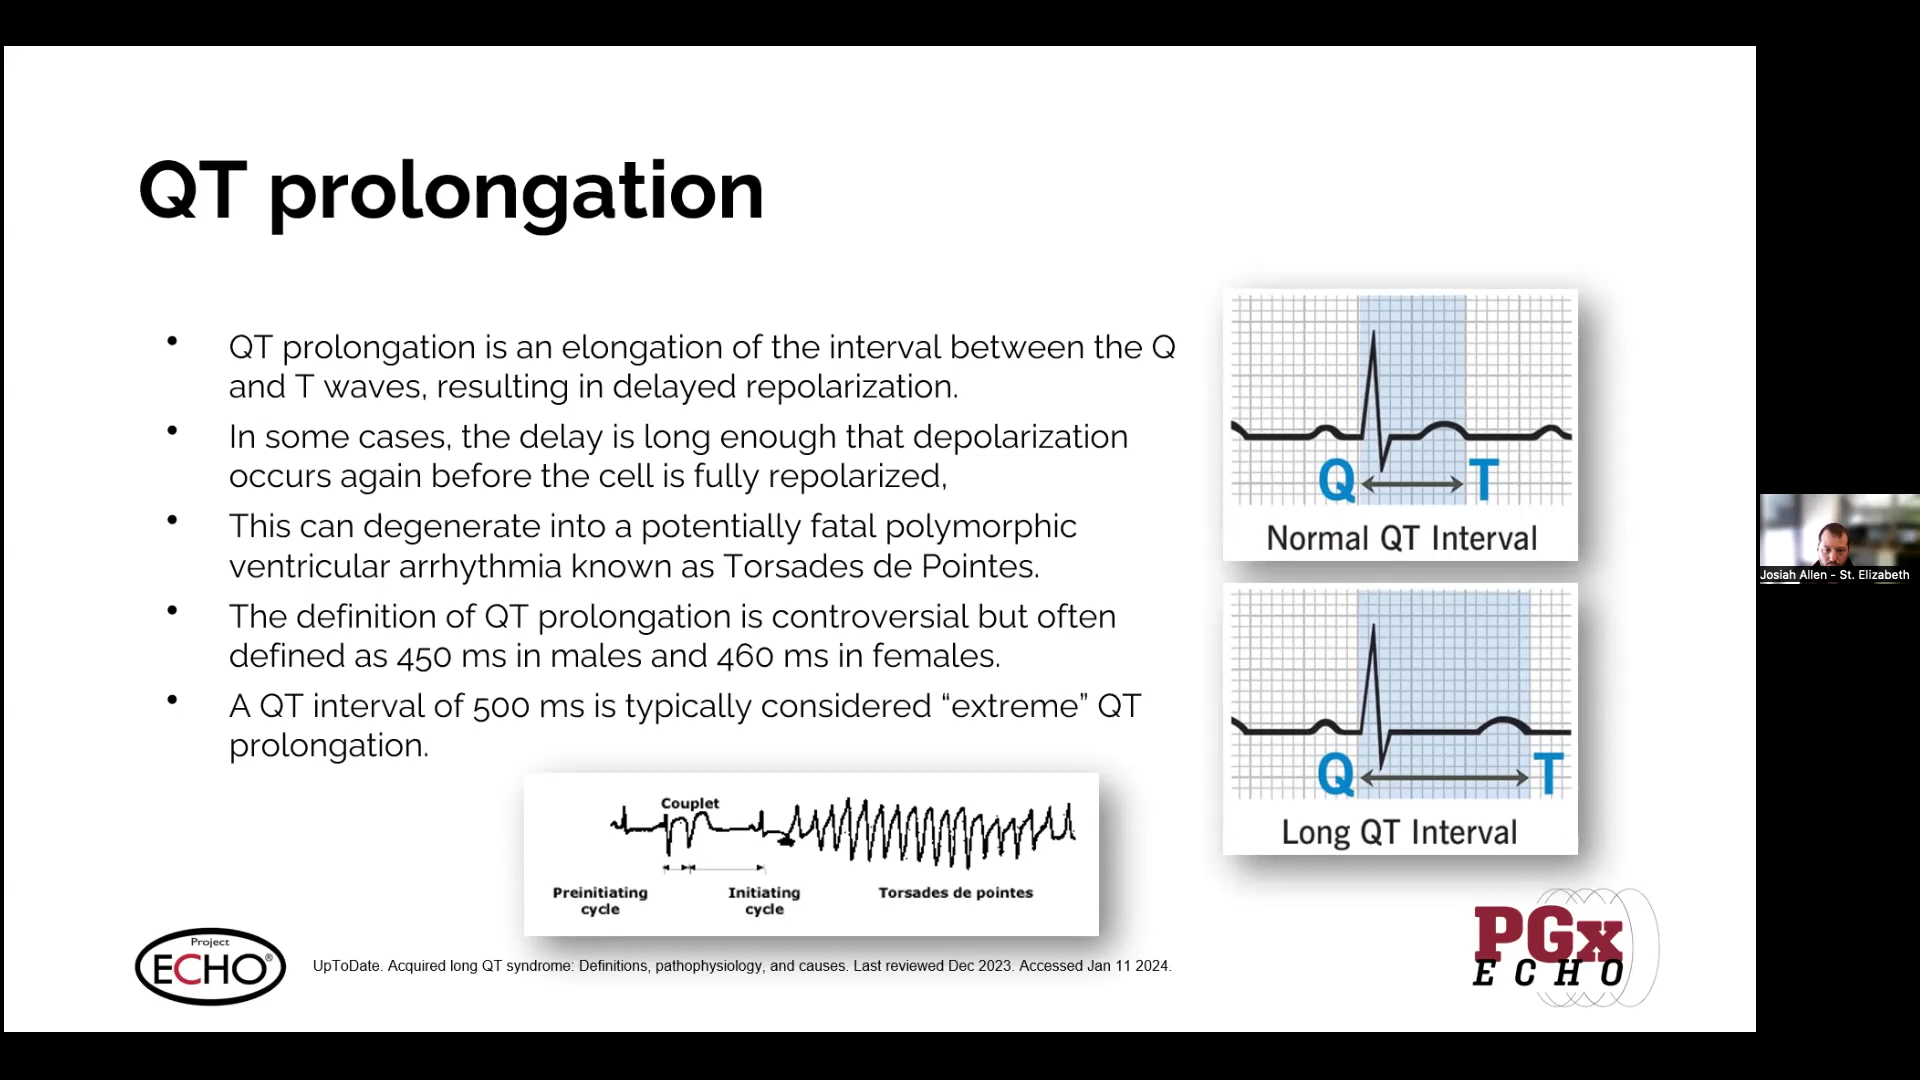 QT prolongation
• QT prolongation is an elongation of the interval between the Q
and T waves, resulting in delayed repolarization.
• In some cases, the delay is long enough that depolarization
occurs again before the cell is fully repolarized,
• This can degenerate into a potentially fatal polymorphic
ventricular arrhythmia known as Torsades de Pointes.
• The definition of QT prolongation is controversial but often
defined as 450 ms in males and 460 ms in females.
• A QT interval of 500 ms is typically considered “extreme” QT
prolongation.
Q T
Normal QT Interval
Q T
Long QT Interval
Couplet
Preinitiating
cycle
Initiating
cycle
Torsades de pointes
Project
ECHO®
UpToDate. Acquired long QT syndrome: Definitions, pathophysiology, and causes. Last reviewed Dec 2023. Accessed Jan 11 2024.
PGx
ECHO
Josiah Allen - St. Elizabeth